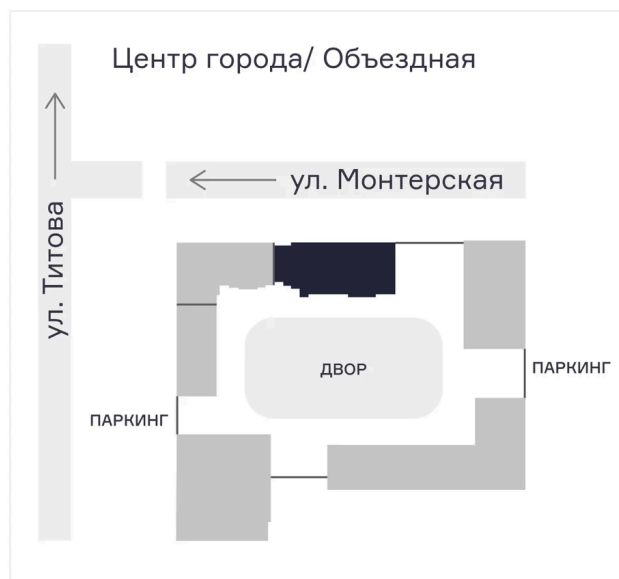 Центр города/ Объездная
ул. Монтерская
ул. Титова
ДВОР
ПАРКИНГ
ПАРКИНГ